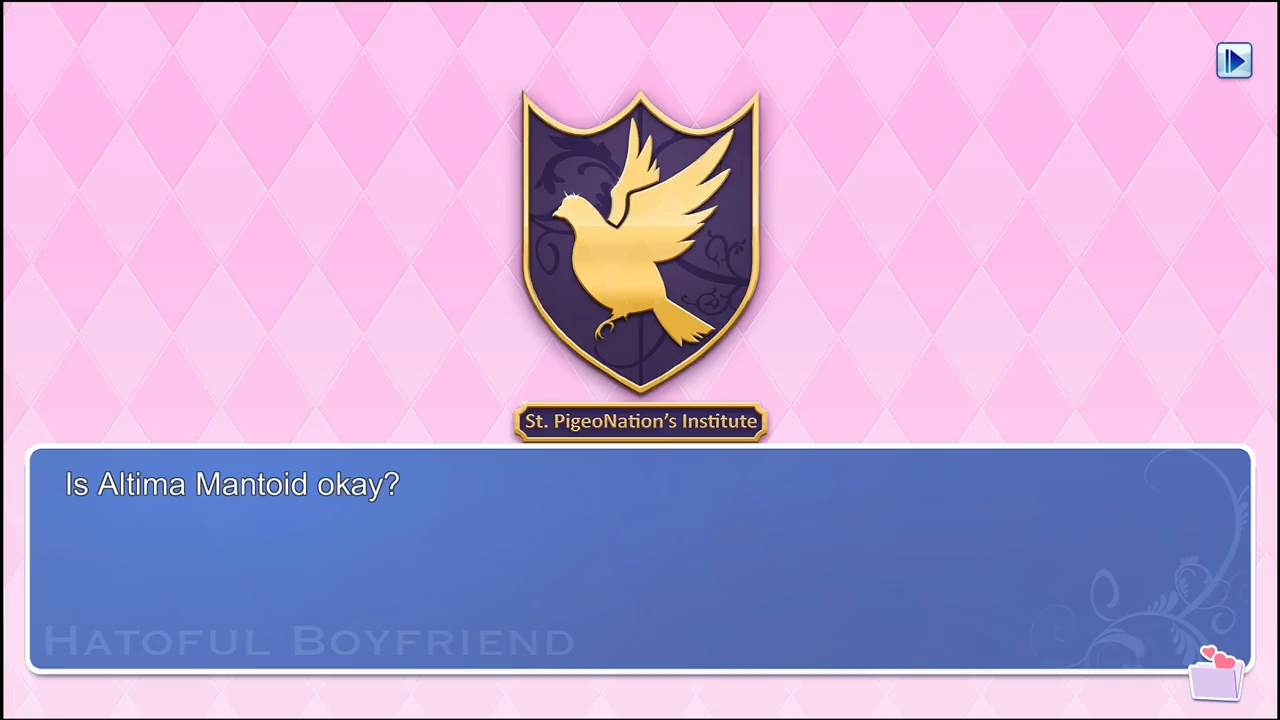 St. PigeoNation's Institute
Is Altima Mantoid okay?
HATOFUL BOYFRIEND